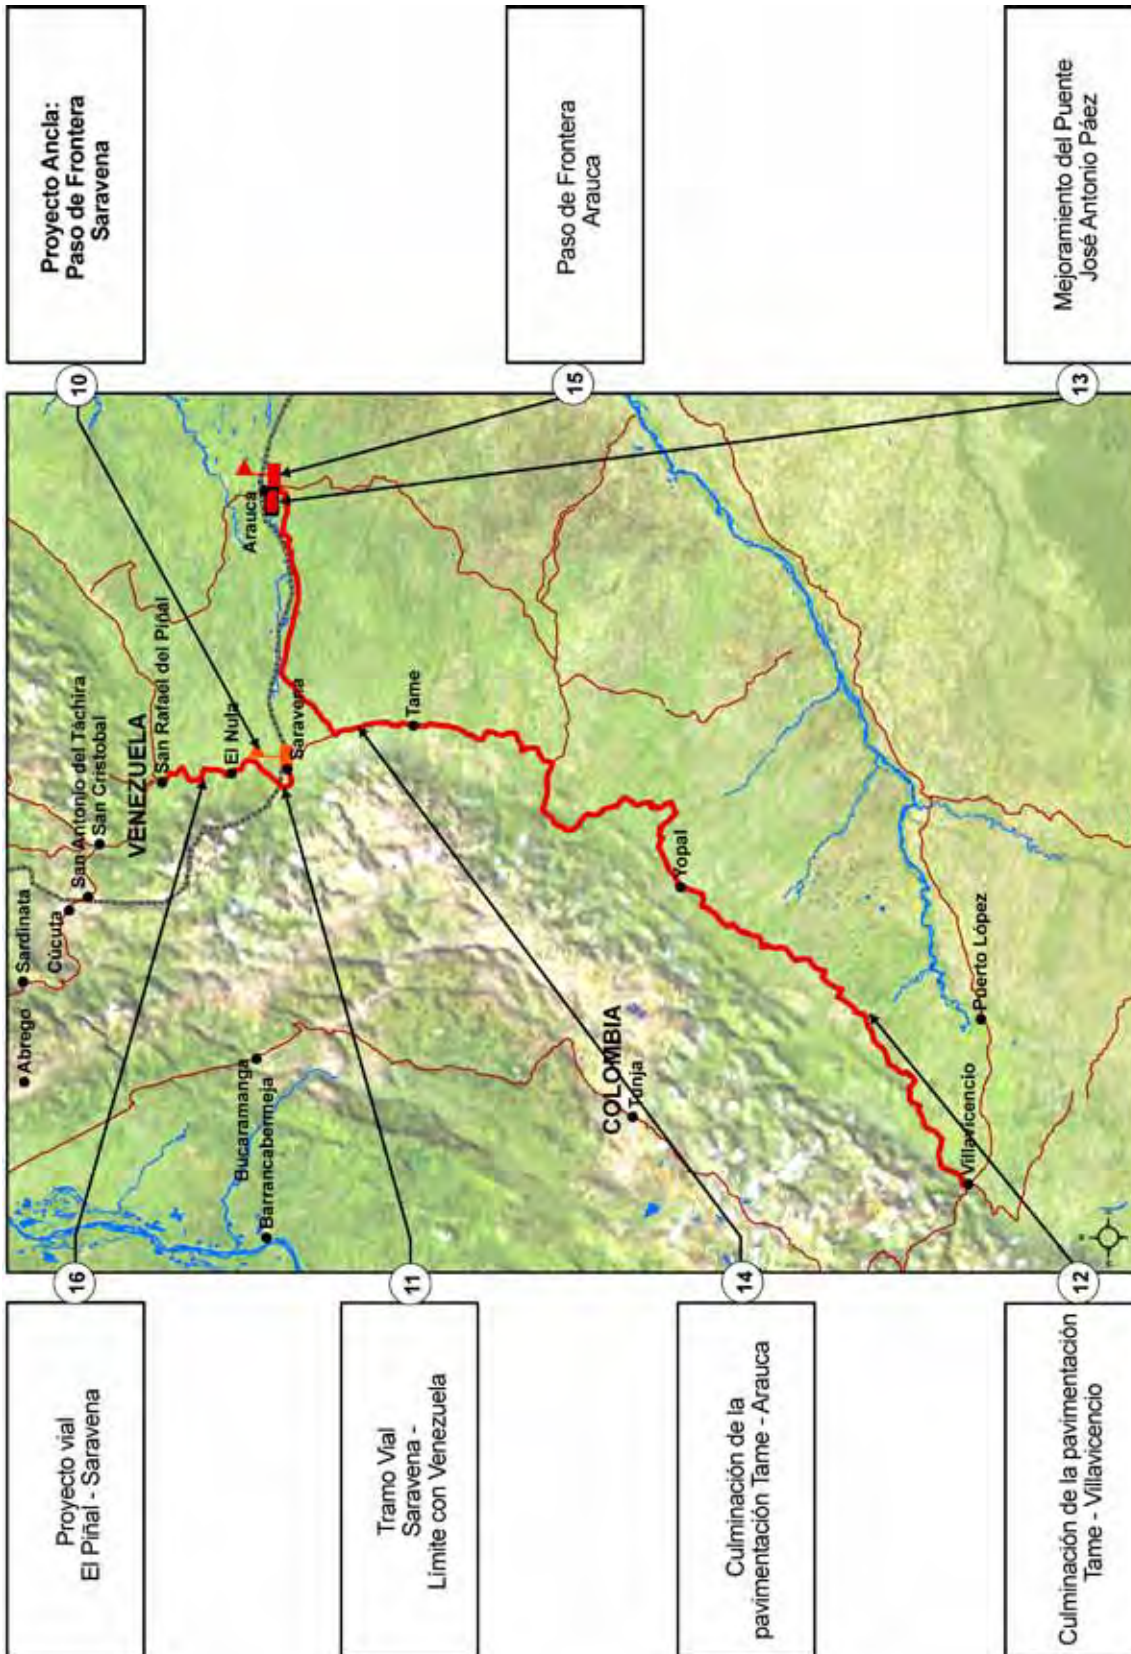 Proyecto vial
El Piñal - Saravena
16
Tramo Vial
Saravena -
Límite con Venezuela
11
Culminación de la
pavimentación Tame - Arauca
14
Culminación de la pavimentación
Tame - Villavicencio
12
Abrego
Sardinata
Cúcuta
San Antonio del Táchira
San Cristobal
VENEZUELA
San Rafael del Piñal
El Nula
Saravena
Arauca
Tame
Bucaramanga
Barrancabermeja
COLOMBIA
Tunja
Yopal
Puerto López
Villavicencio
10
Proyecto Ancla:
Paso de Frontera
Saravena
15
Paso de Frontera
Arauca
13
Mejoramiento del Puente
José Antonio Páez